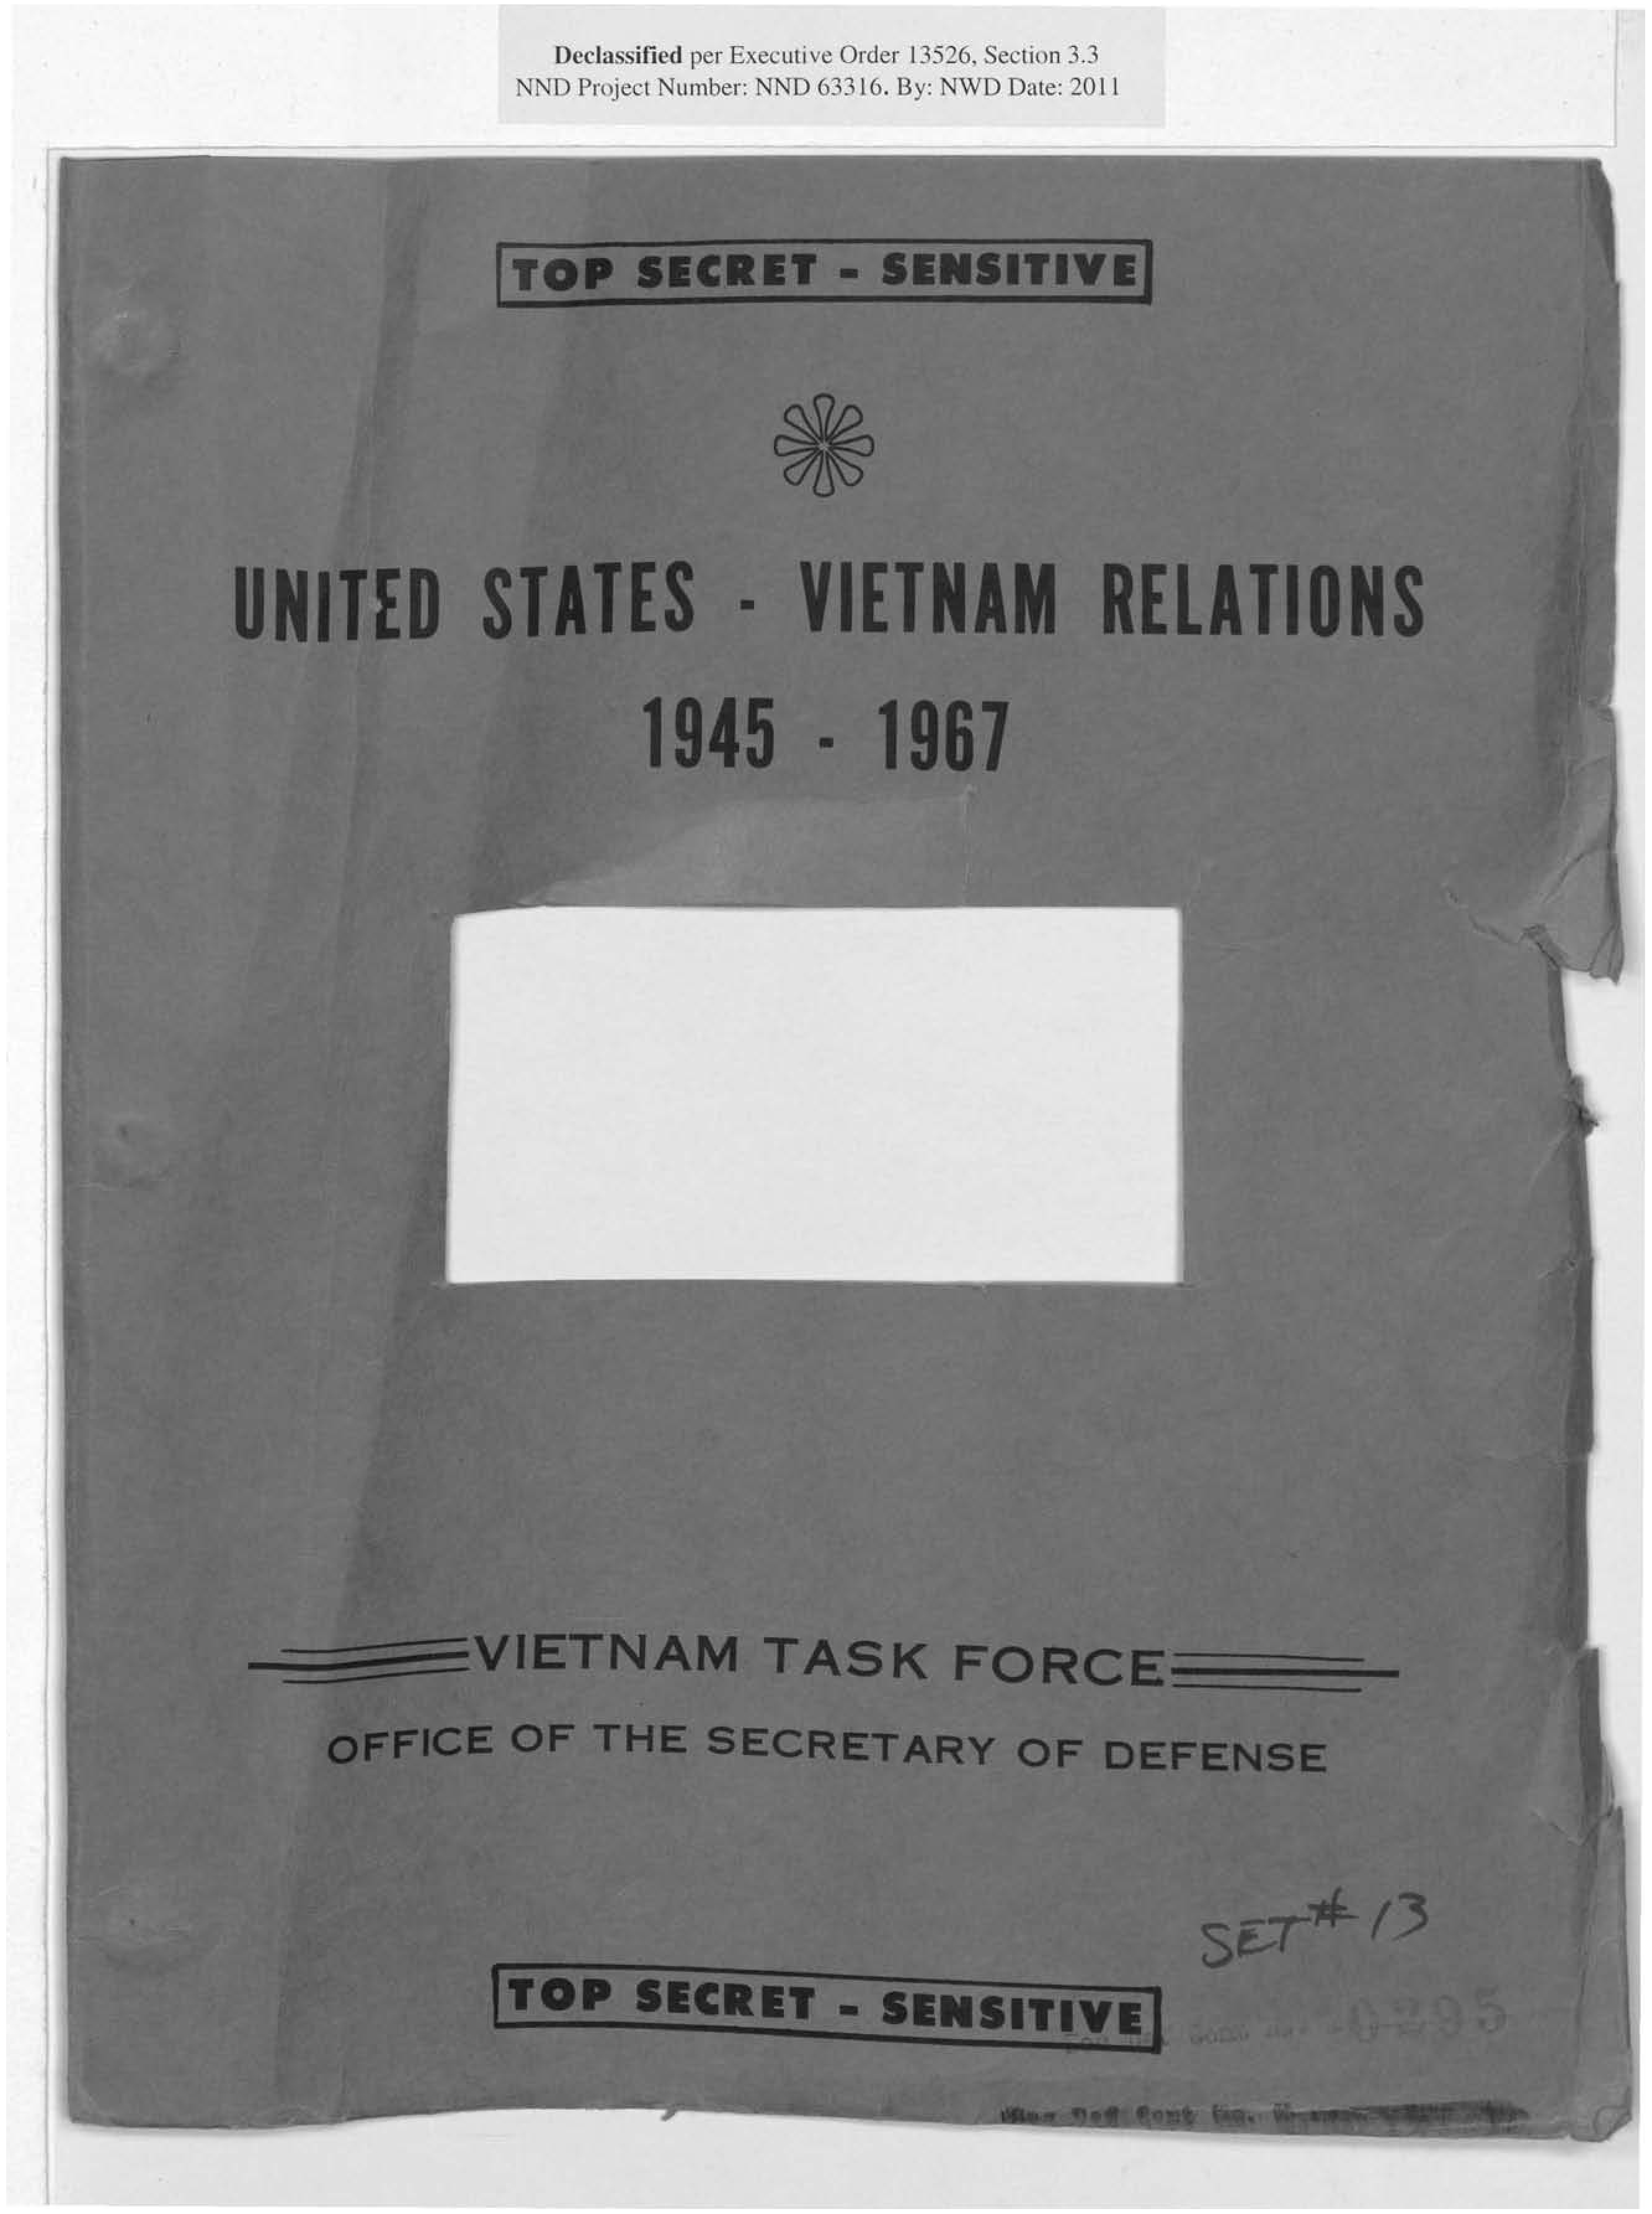 Declassified per Executive Order 13526, Section 3.3
NND Project Number: NND 63316. By: NWD Date: 2011
TOP SECRET - SENSITIVE
UNITED STATES - VIETNAM RELATIONS
1945 - 1967
VIETNAM TASK FORCE
OFFICE OF THE SECRETARY OF DEFENSE
SET # 13
TOP SECRET - SENSITIVE
0295